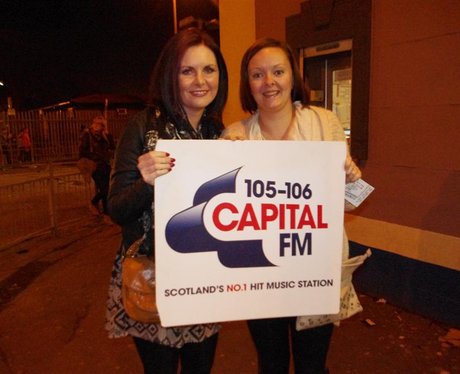 105-106
CAPITAL
FM
SCOTLAND'S NO.1 HIT MUSIC STATION